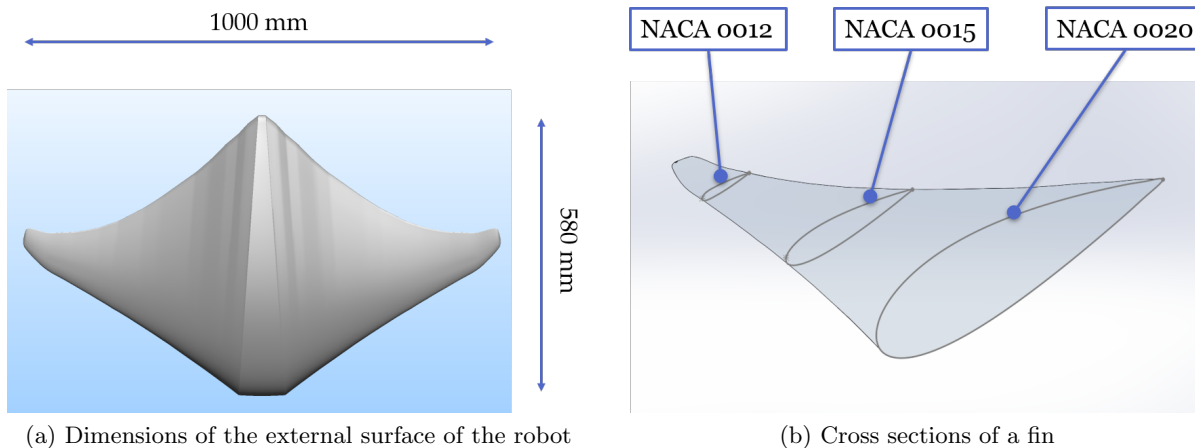 1000 mm
580 mm
NACA 0012
NACA 0015
NACA 0020
(a) Dimensions of the external surface of the robot
(b) Cross sections of a fin